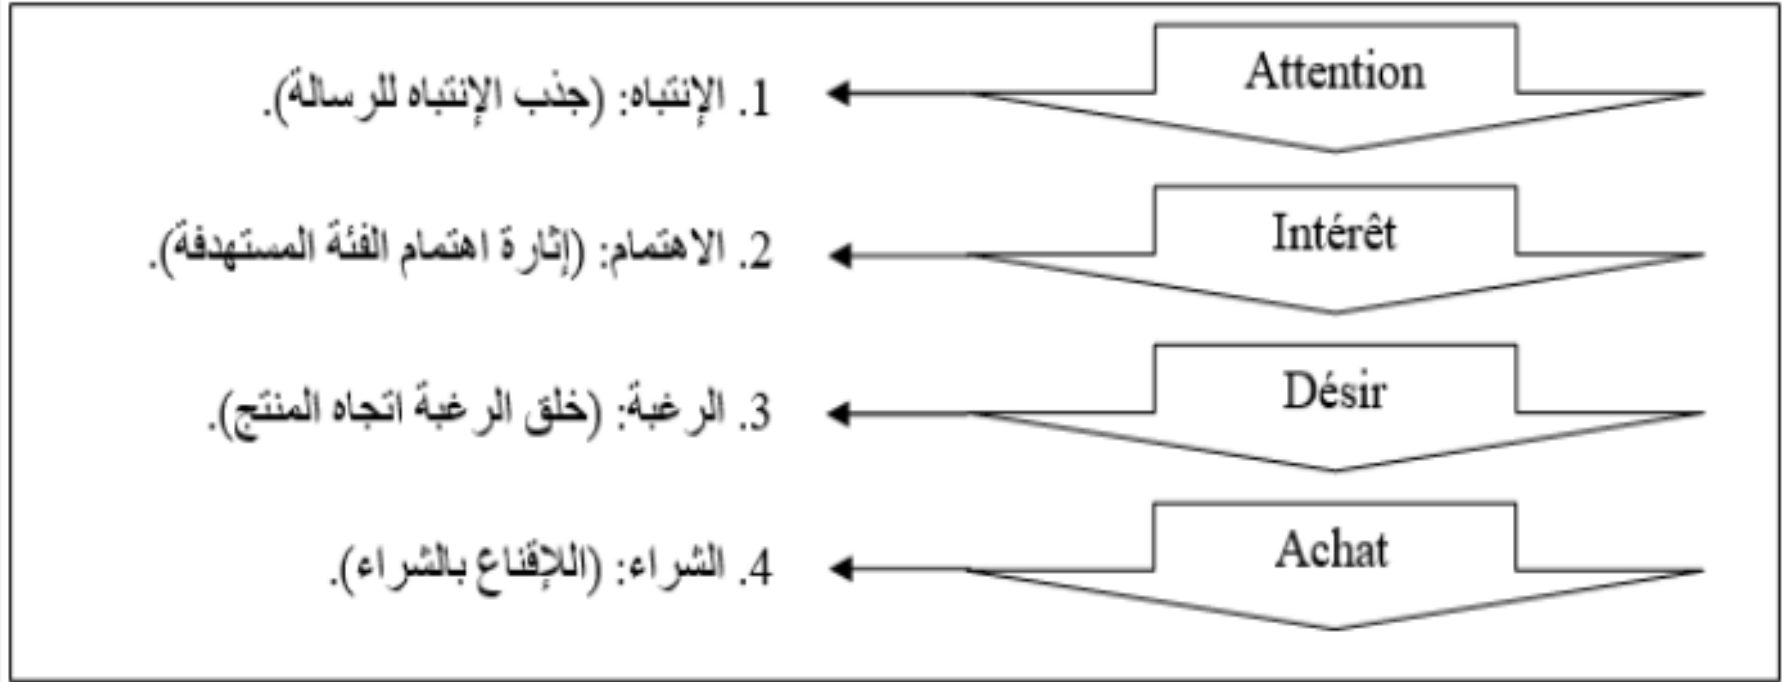 Attention
1. الإنتباه: (جذب الإنتباه للرسالة).
Intérêt
2. الاهتمام: (إثارة اهتمام الفئة المستهدفة).
Désir
3. الرغبة: (خلق الرغبة اتجاه المنتج).
Achat
4. الشراء: (اللإقناع بالشراء).